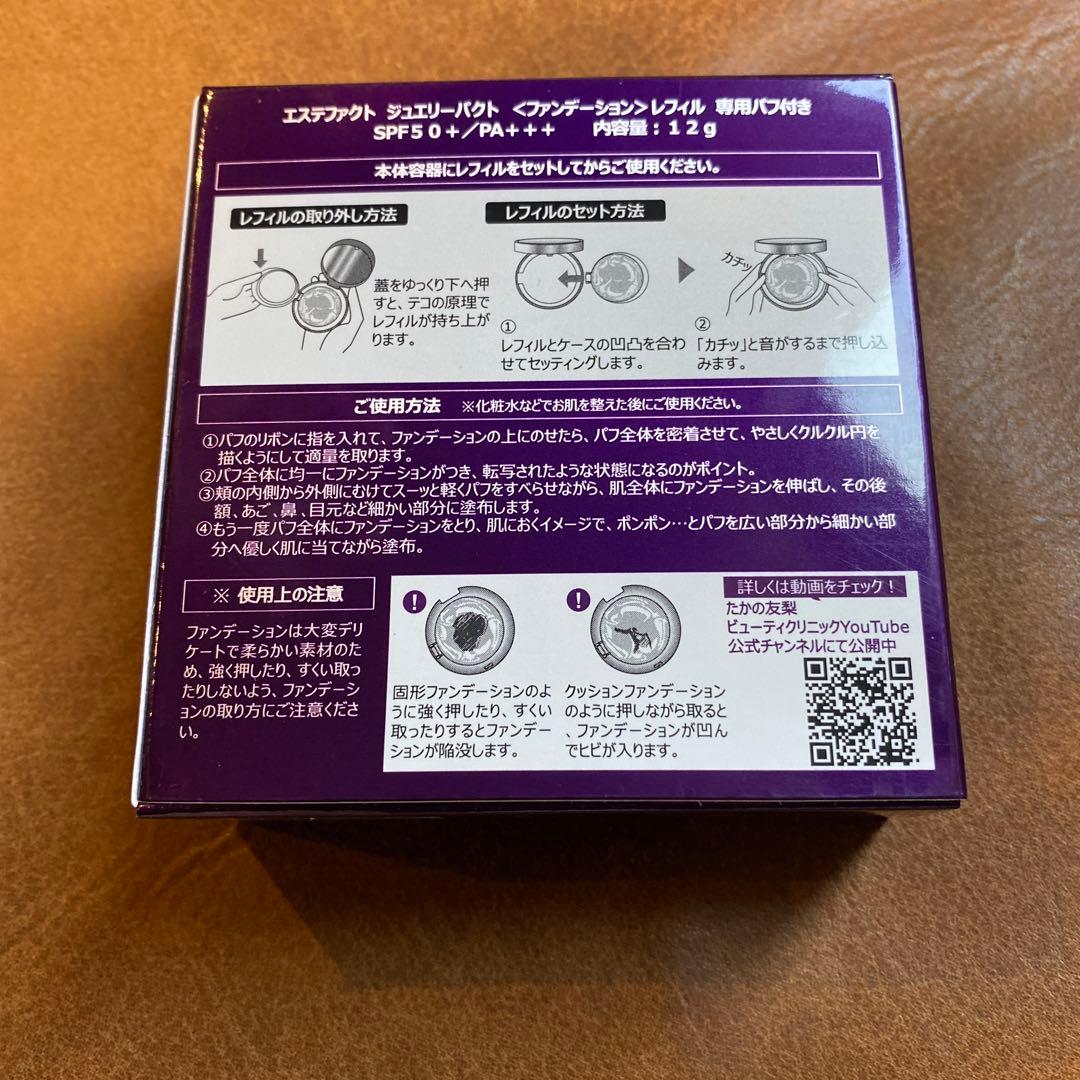 エステファクト ジュエリーパクト <ファンデーション>レフィル 専用パフ付き
SPF50+/PA+++ 内容量:12g
本体容器にレフィルをセットしてからご使用ください。
レフィルの取り外し方法
蓋をゆっくり下へ押
すと、テコの原理で
レフィルが持ち上が
ります。
レフィルのセット方法
①
レフィルとケースの凹凸を合わ
せてセッティングします。
カチッ
②
「カチッ」と音がするまで押し込
みます。
ご使用方法 ※化粧水などでお肌を整えた後にご使用ください。
①パフのリボンに指を入れて、ファンデーションの上にのせたら、パフ全体を密着させて、やさしくクルクル円を
描くようにして適量を取ります。
②パフ全体に均一にファンデーションがつき、転写されたような状態になるのがポイント。
③頬の内側から外側にむけてスーッと軽くパフをすべらせながら、肌全体にファンデーションを伸ばし、その後
額、あご、鼻、目元など細かい部分に塗布します。
④もう一度パフ全体にファンデーションをとり、肌におくイメージで、ポンポン…とパフを広い部分から細かい部
分へ優しく肌に当てながら塗布。
※ 使用上の注意
ファンデーションは大変デリ
ケートで柔らかい素材のた
め、強く押したり、すくい取っ
たりしないよう、ファンデーシ
ョンの取り方にご注意くださ
い。
!
固形ファンデーションのよ
うに強く押したり、すくい
取ったりするとファンデー
ションが陥没します。
!
クッションファンデーション
のように押しながら取ると
、ファンデーションが凹ん
でヒビが入ります。
詳しくは動画をチェック!
たかの友梨
ビューティクリニックYouTube
公式チャンネルにて公開中